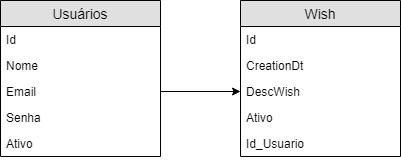 Usuários
Id
Nome
Email
Senha
Ativo
Wish
Id
CreationDt
DescWish
Ativo
Id_Usuario